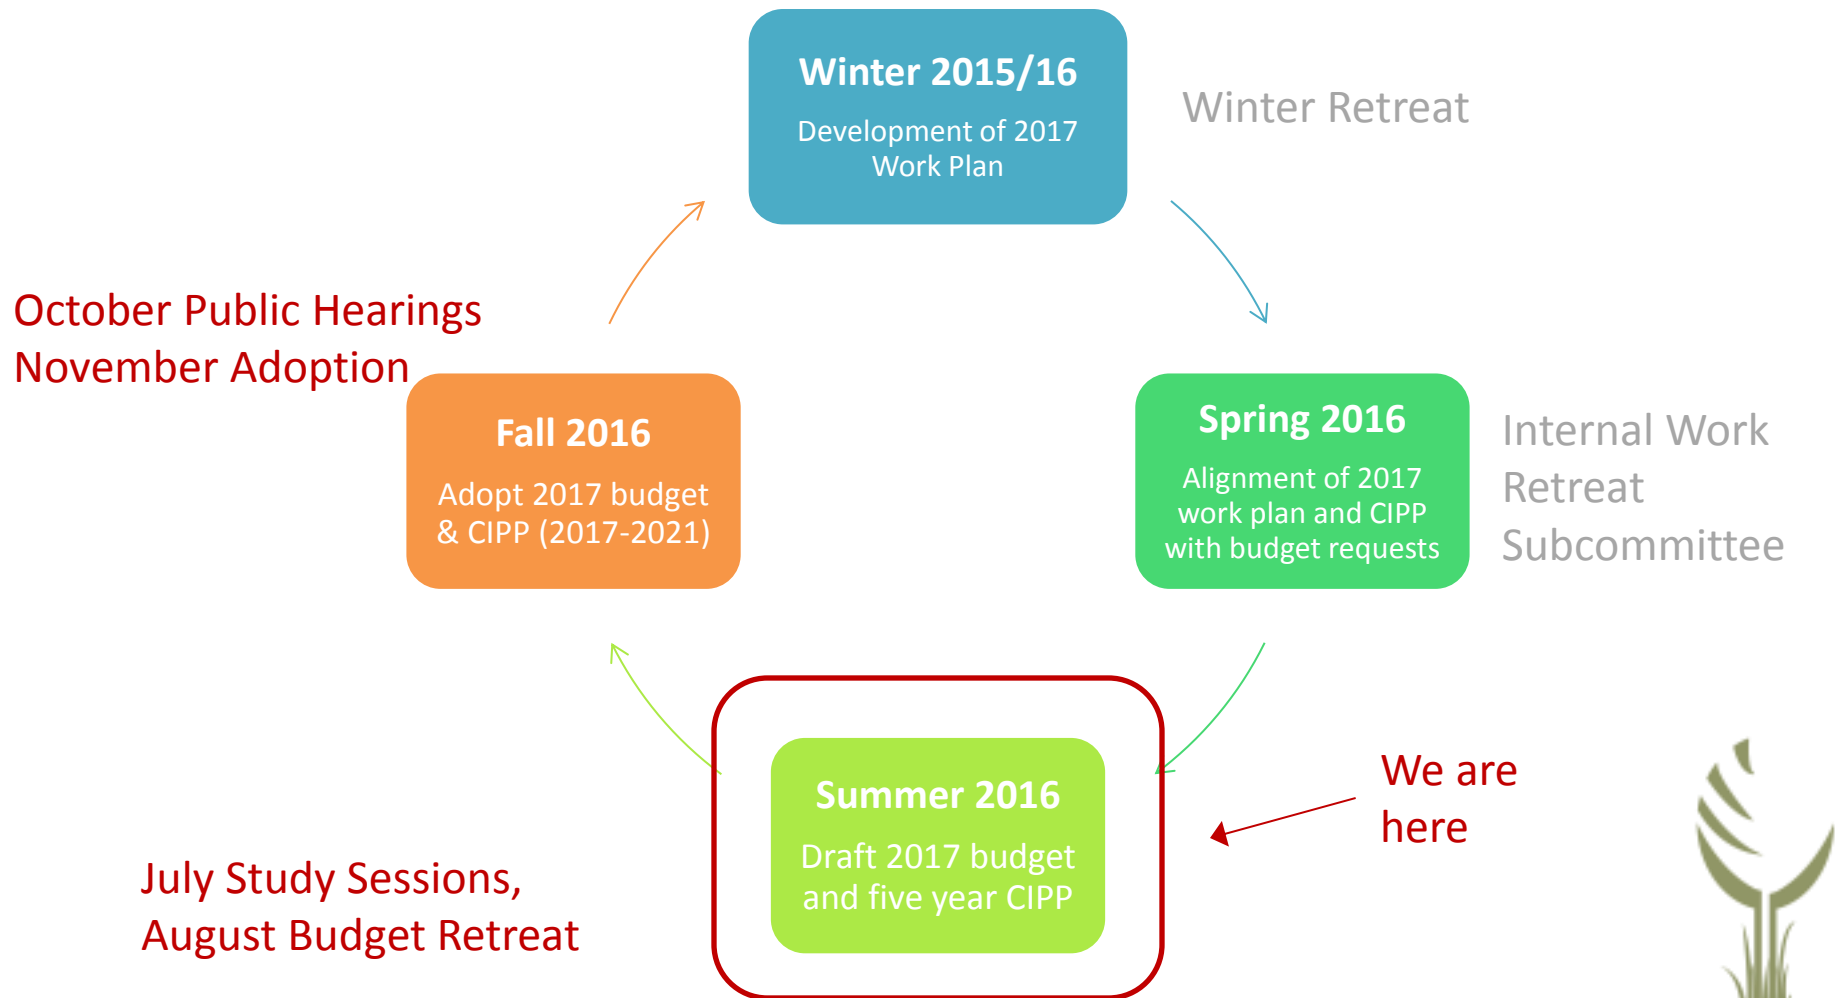 Winter 2015/16
Development of 2017
Work Plan
Winter Retreat
October Public Hearings
November Adoption
Fall 2016
Adopt 2017 budget
& CIPP (2017-2021)
Spring 2016
Alignment of 2017
work plan and CIPP
with budget requests
Internal Work
Retreat
Subcommittee
Summer 2016
Draft 2017 budget
and five year CIPP
We are
here
July Study Sessions,
August Budget Retreat